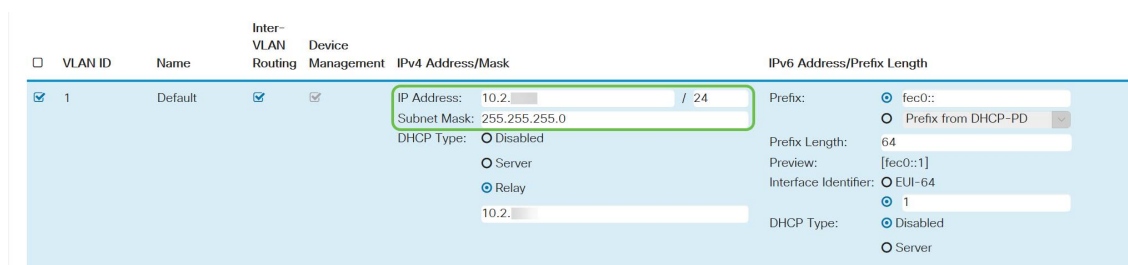 Inter-
VLAN Device
VLAN ID Name Routing Management IPv4 Address/Mask IPv6 Address/Prefix Length
1 Default IP Address: 10.2. / 24 Prefix: fec0::
Subnet Mask: 255.255.255.0 Prefix from DHCP-PD
DHCP Type: Disabled Prefix Length: 64
Server Preview: [fec0::1]
Relay Interface Identifier: EUI-64
10.2. 1
DHCP Type: Disabled
Server